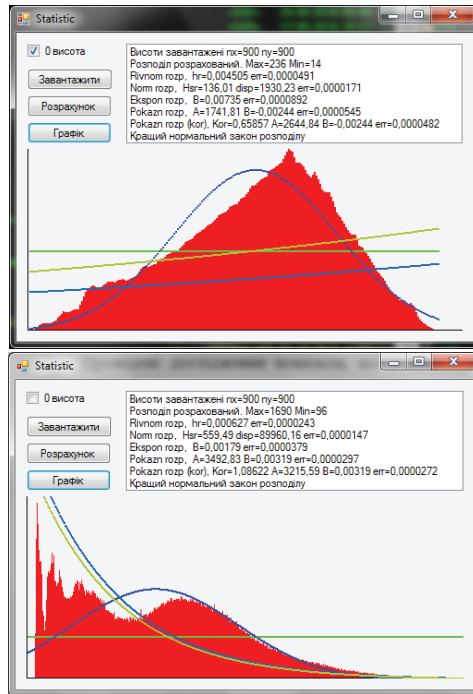 Statistic
0 висота
Завантажити
Розрахунок
Графік
Висоти завантажені nx=900 ny=900
Розподіл розрахований. Max=236 Min=14
Rivnom rozp, hr=0,004505 err=0,0000491
Norm rozp, Hsr=136,01 disp=1930,23 err=0,0000171
Ekspon rozp, B=0,00735 err=0,0000892
Pokazn rozp, A=1741,81 B=-0,00244 err=0,0000545
Pokazn rozp (kor), Kor=0,65857 A=2644,84 B=-0,00244 err=0,0000482
Кращий нормальний закон розподілу
Statistic
0 висота
Завантажити
Розрахунок
Графік
Висоти завантажені nx=900 ny=900
Розподіл розрахований. Max=1690 Min=96
Rivnom rozp, hr=0,000627 err=0,0000243
Norm rozp, Hsr=559,49 disp=89960,16 err=0,0000147
Ekspon rozp, B=0,00179 err=0,0000379
Pokazn rozp, A=3492,83 B=0,00319 err=0,0000297
Pokazn rozp (kor), Kor=1,08622 A=3215,59 B=0,00319 err=0,0000272
Кращий нормальний закон розподілу